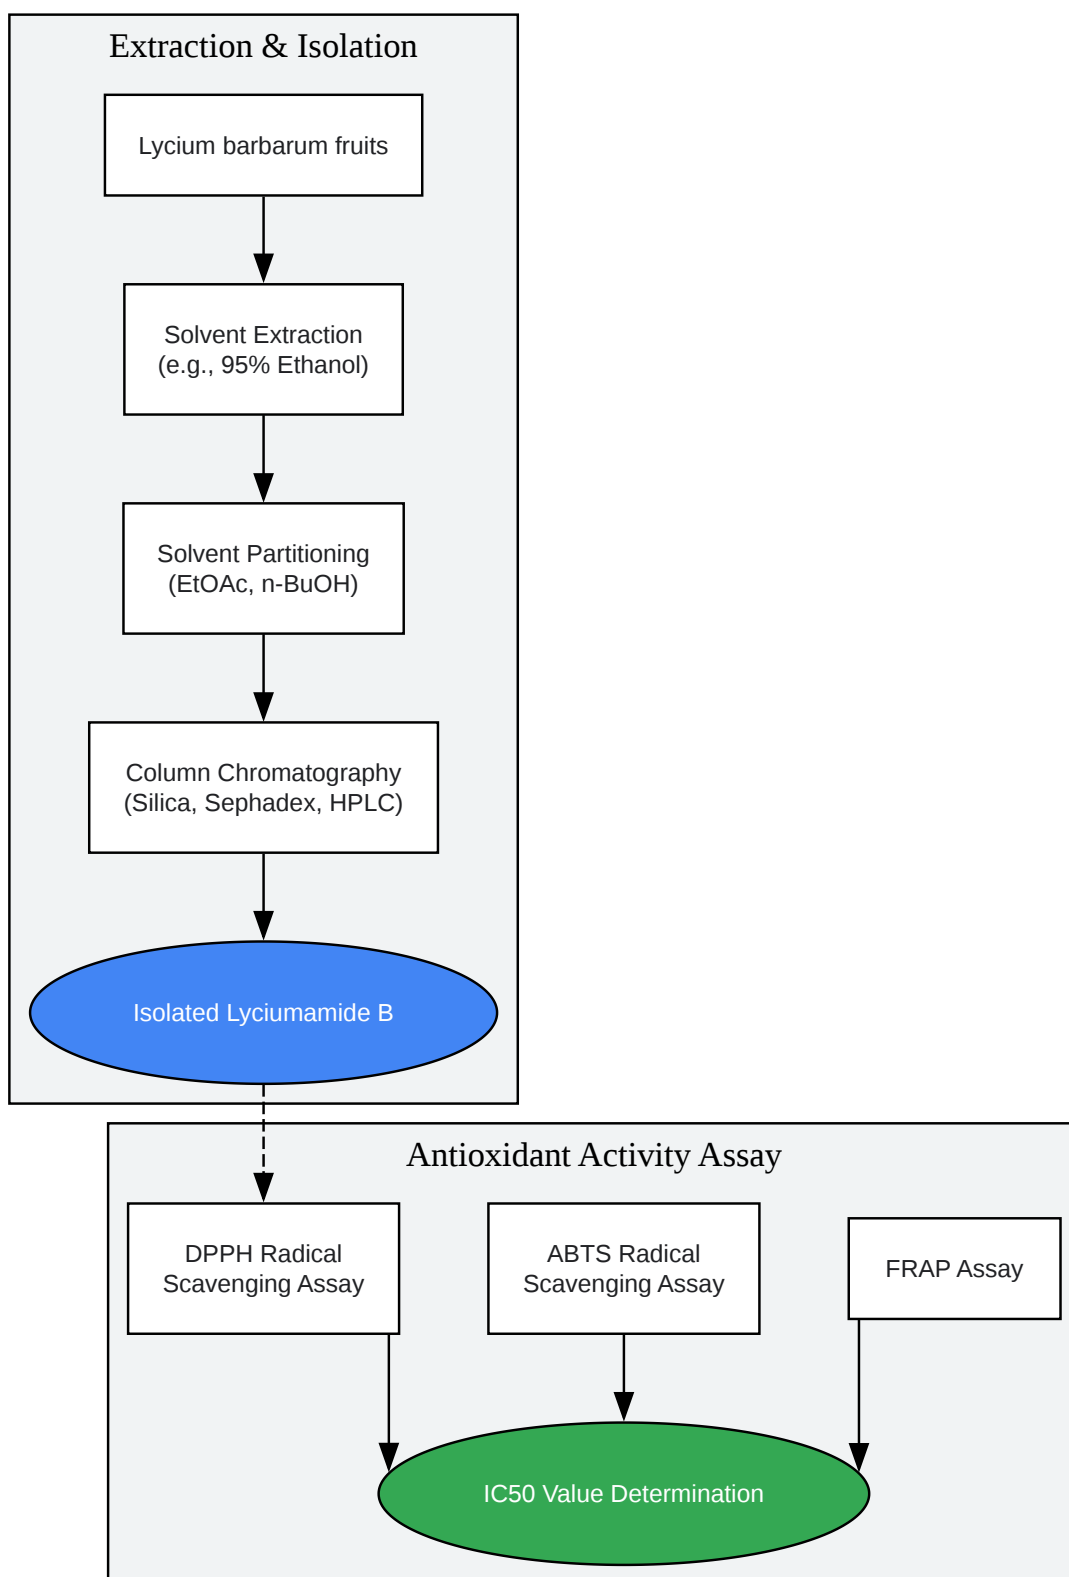 Extraction & Isolation
Lycium barbarum fruits
Solvent Extraction
(e.g., 95% Ethanol)
Solvent Partitioning
(EtOAc, n-BuOH)
Column Chromatography
(Silica, Sephadex, HPLC)
Isolated Lyciumamide B
Antioxidant Activity Assay
DPPH Radical
Scavenging Assay
ABTS Radical
Scavenging Assay
FRAP Assay
IC50 Value Determination